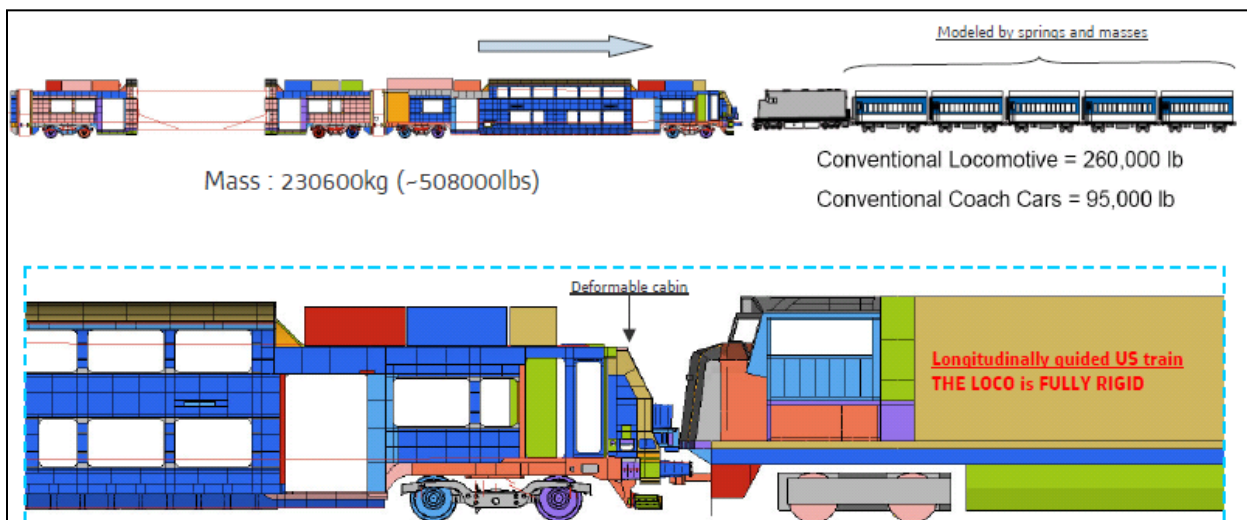 Modeled by springs and masses
Mass : 230600kg (~508000lbs)
Conventional Locomotive = 260,000 lb
Conventional Coach Cars = 95,000 lb
Deformable cabin
Longitudinally guided US train
THE LOCO is FULLY RIGID